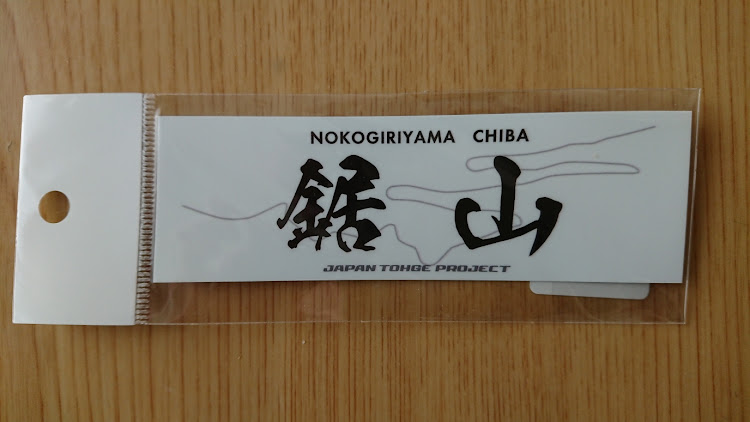 NOKOGIRIYAMA CHIBA
鋸山
JAPAN TOHGE PROJECT